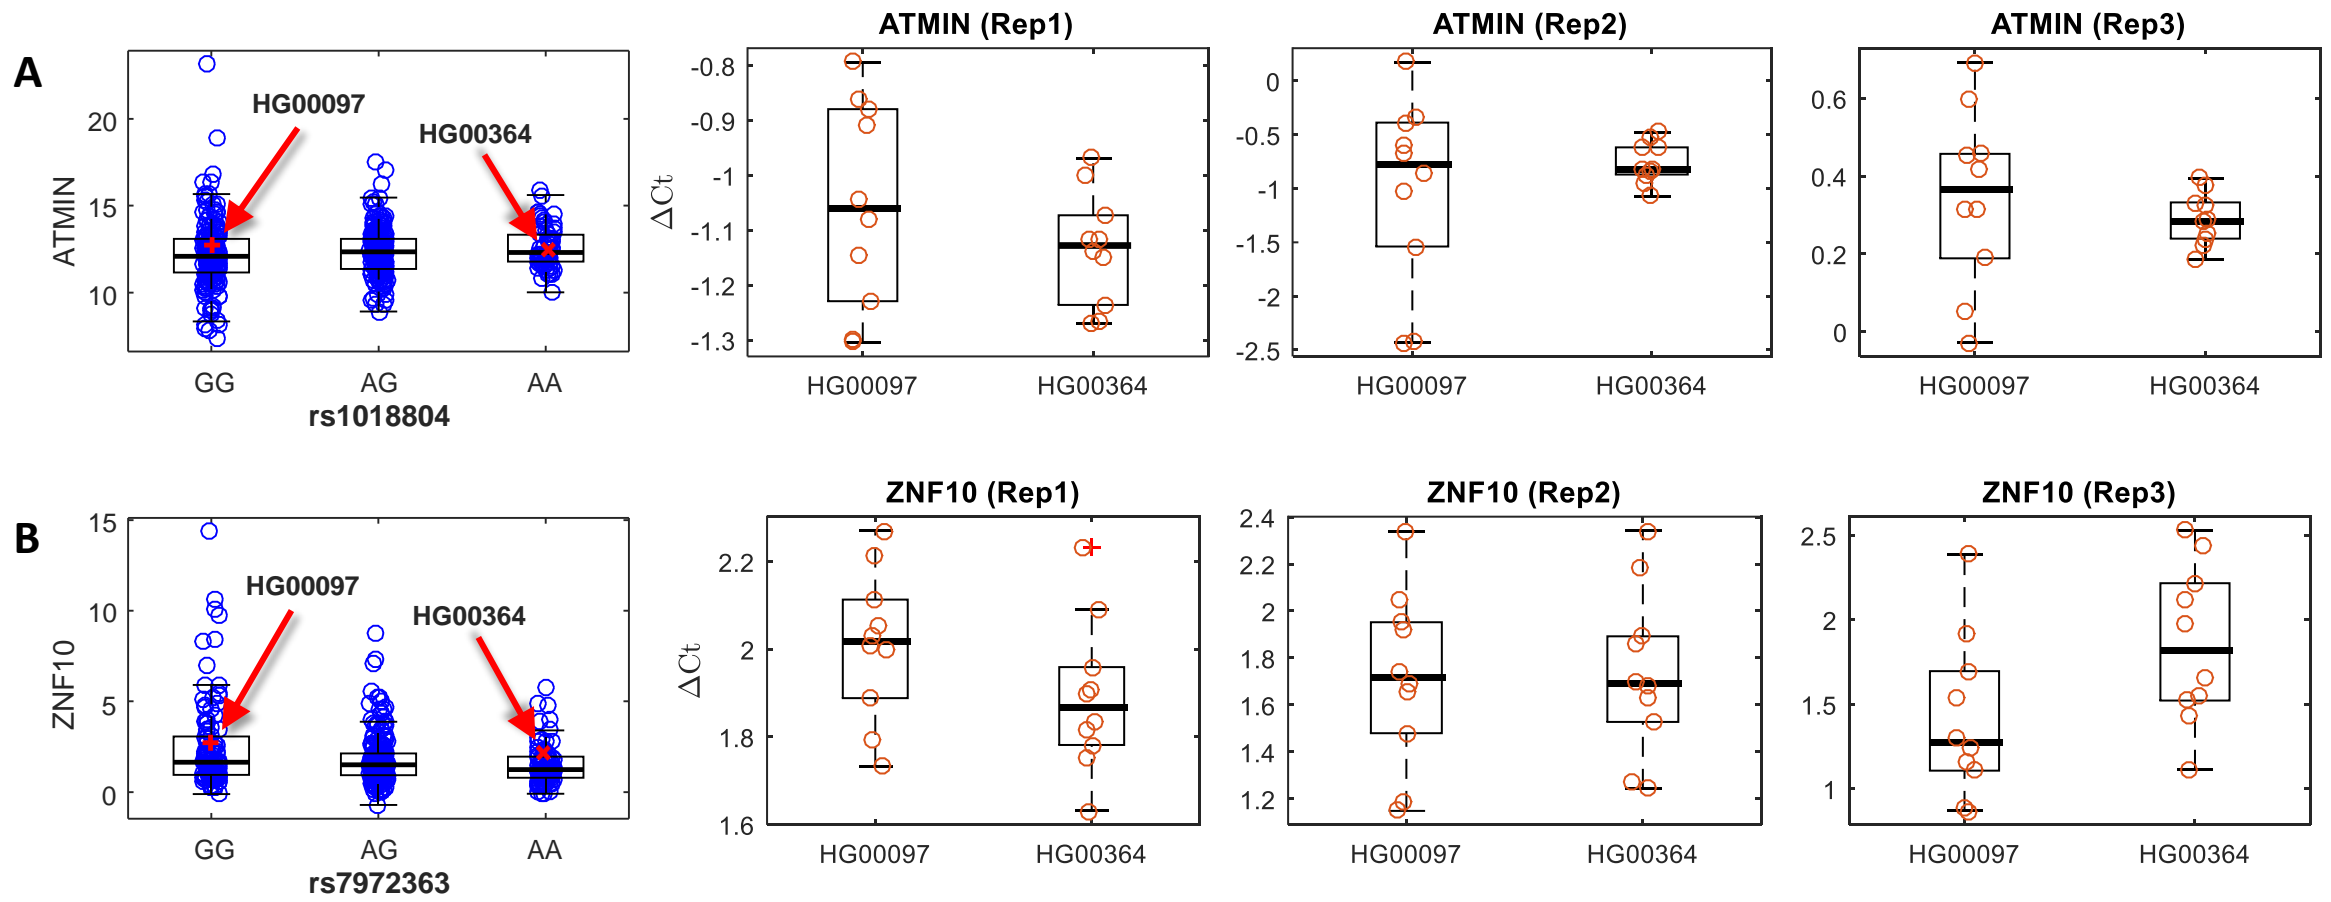 A
ATMIN
20
15
10
GG AG AA
rs1018804
HG00097
HG00364
ATMIN (Rep1)
ΔCt
-0.8
-0.9
-1
-1.1
-1.2
-1.3
HG00097 HG00364
ATMIN (Rep2)
0
-0.5
-1
-1.5
-2
-2.5
HG00097 HG00364
ATMIN (Rep3)
0.6
0.4
0.2
0
HG00097 HG00364
B
ZNF10
15
10
5
0
GG AG AA
rs7972363
HG00097
HG00364
ZNF10 (Rep1)
ΔCt
2.2
2
1.8
1.6
HG00097 HG00364
ZNF10 (Rep2)
2.4
2.2
2
1.8
1.6
1.4
1.2
HG00097 HG00364
ZNF10 (Rep3)
2.5
2
1.5
1
HG00097 HG00364